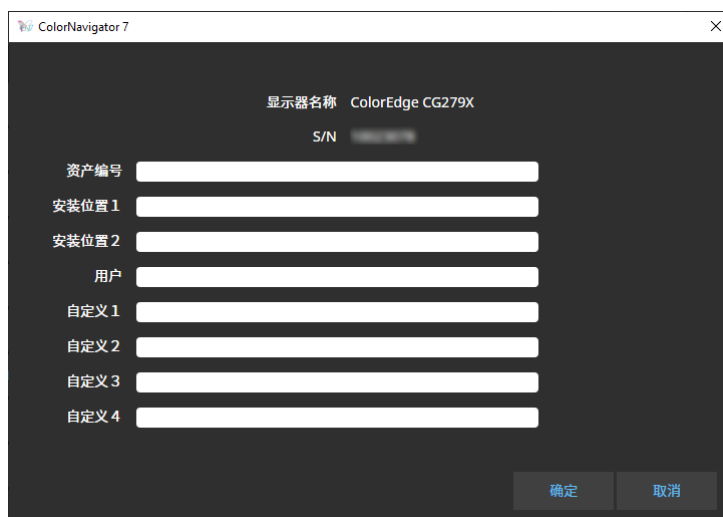 ColorNavigator 7
显示器名称 ColorEdge CG279X
S/N
资产编号
安装位置1
安装位置2
用户
自定义1
自定义2
自定义3
自定义4
确定 取消